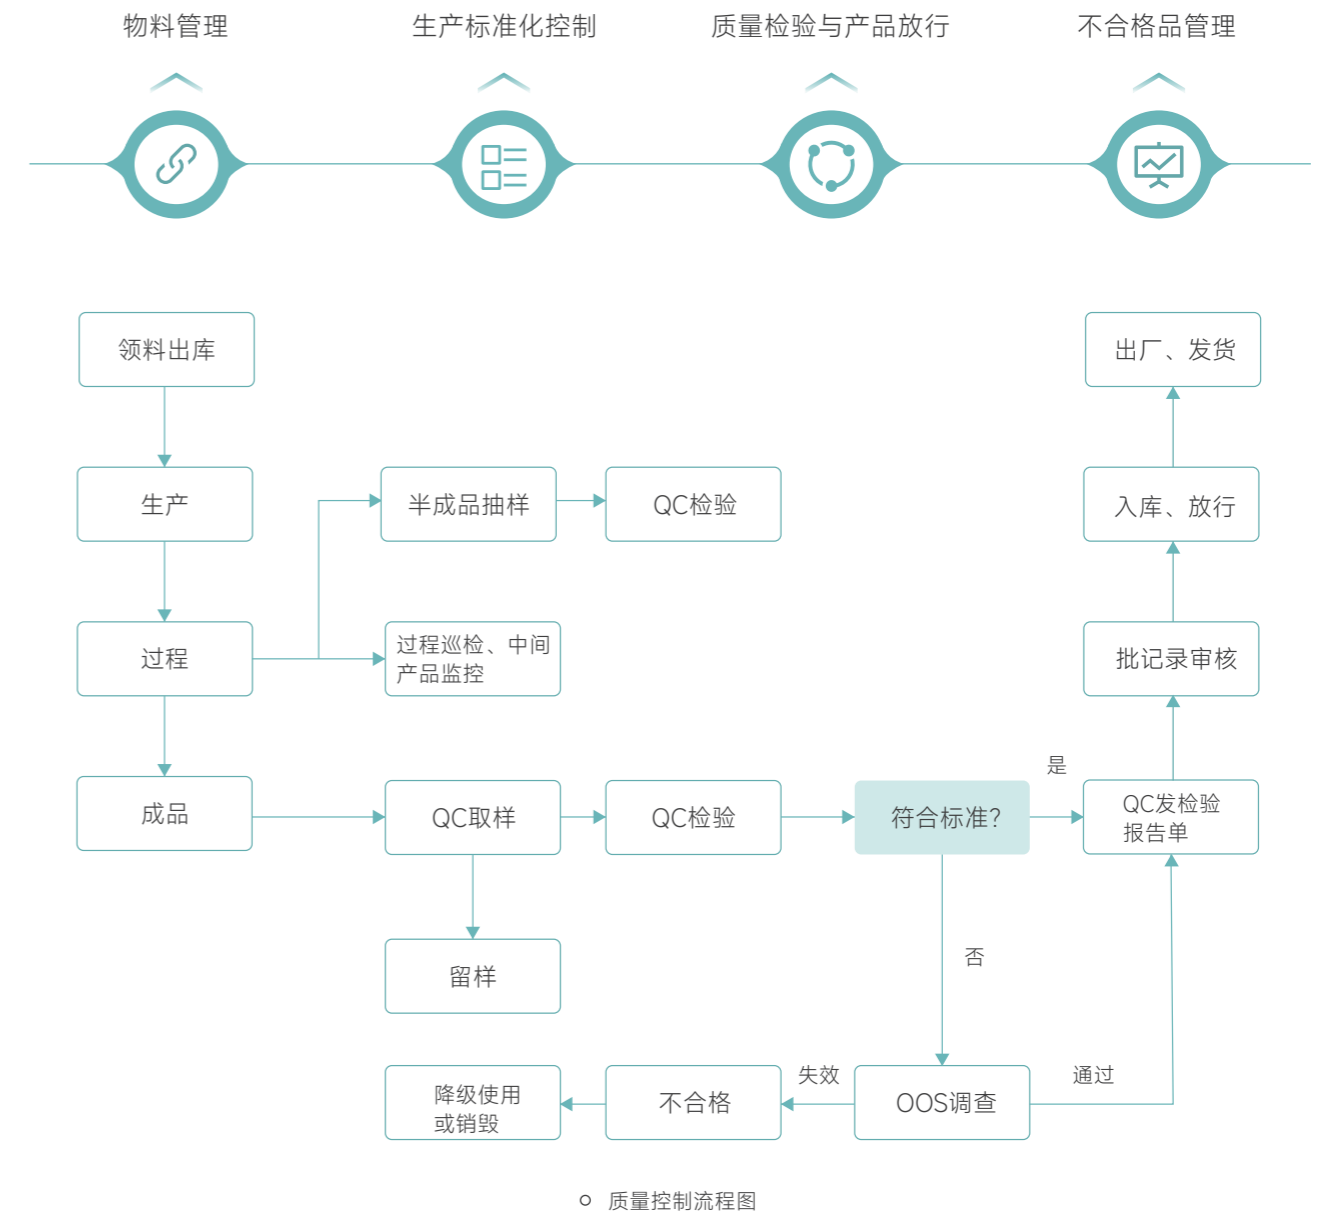 物料管理
生产标准化控制
质量检验与产品放行
不合格品管理
领料出库
出厂、发货
生产
半成品抽样
QC检验
入库、放行
过程
过程巡检、中间
产品监控
批记录审核
成品
QC取样
QC检验
符合标准?
是
QC发检验
报告单
留样
否
降级使用
或销毁
不合格
失效
OOS调查
通过
质量控制流程图